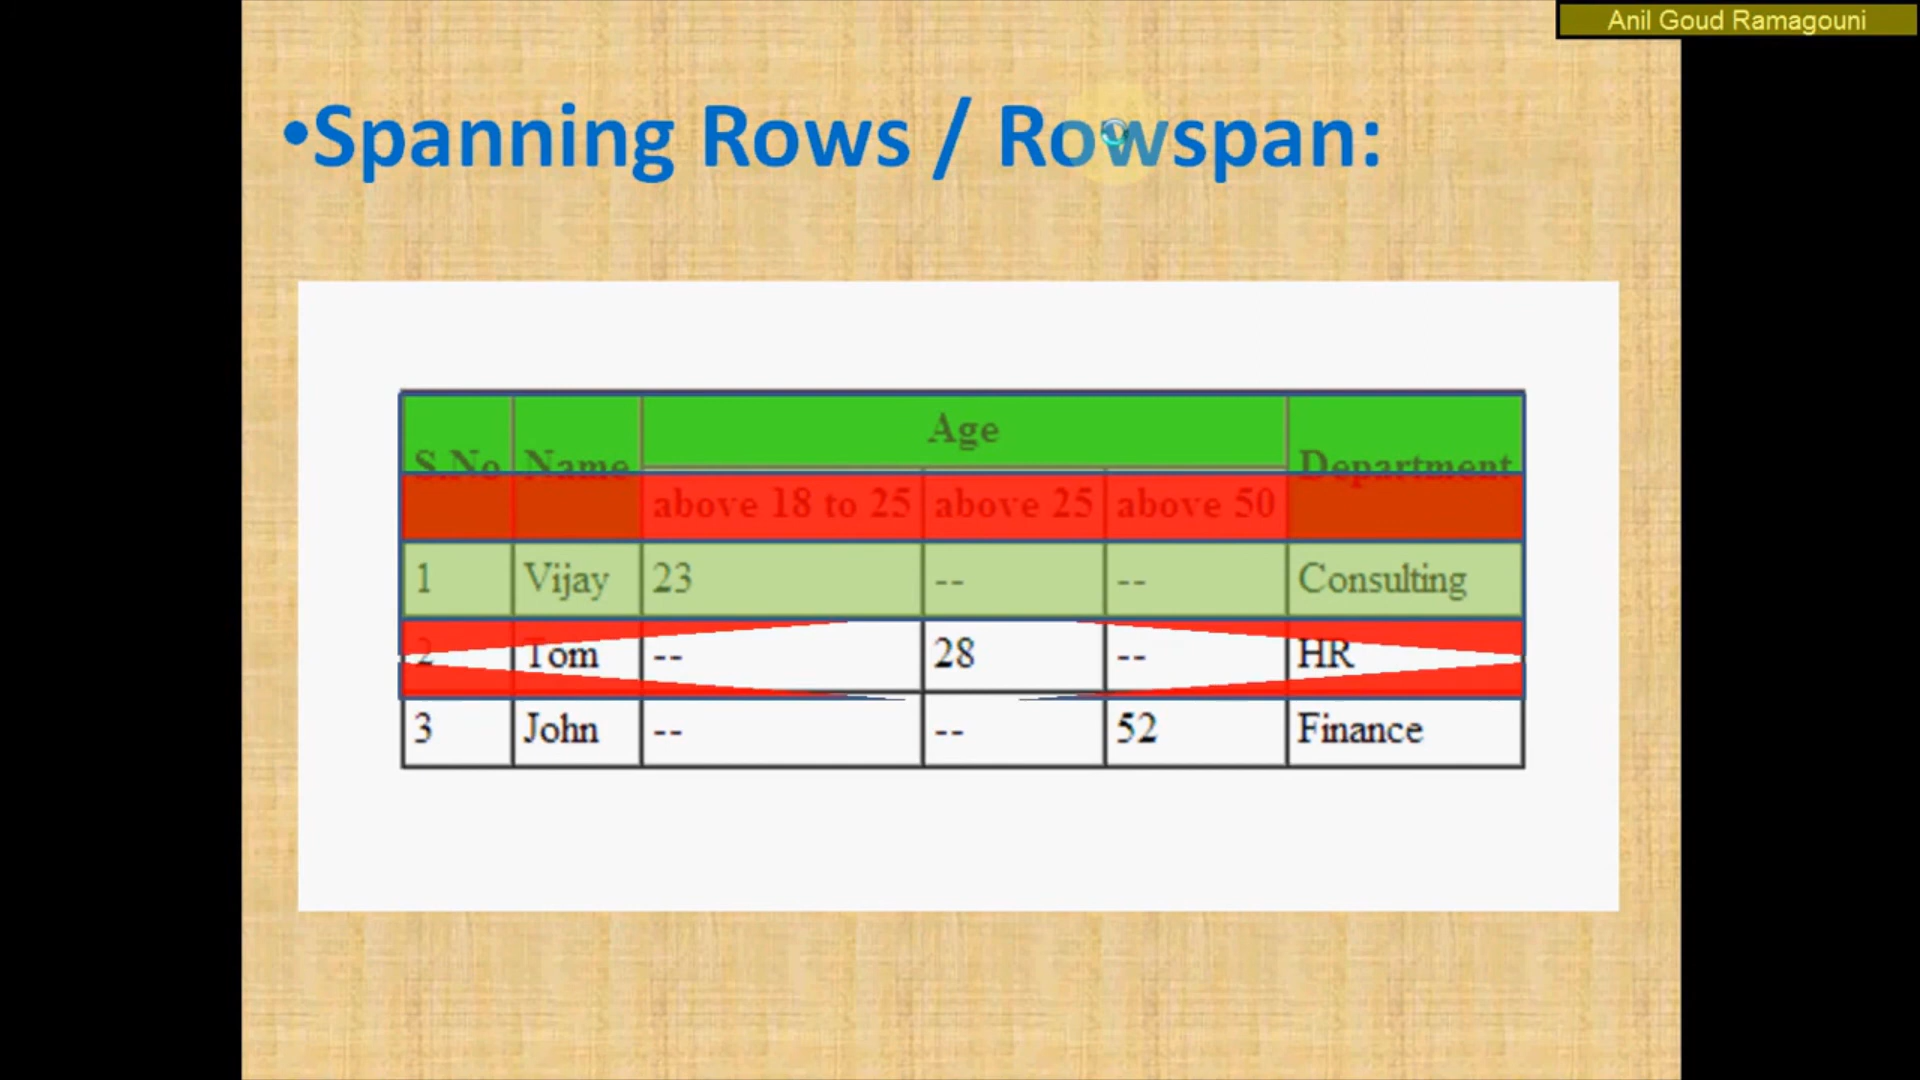 Anil Goud Ramagouni
•Spanning Rows / Rowspan:
S.No Name Age Department
above 18 to 25 above 25 above 50
1 Vijay 23 -- -- Consulting
2 Tom -- 28 -- HR
3 John -- -- 52 Finance